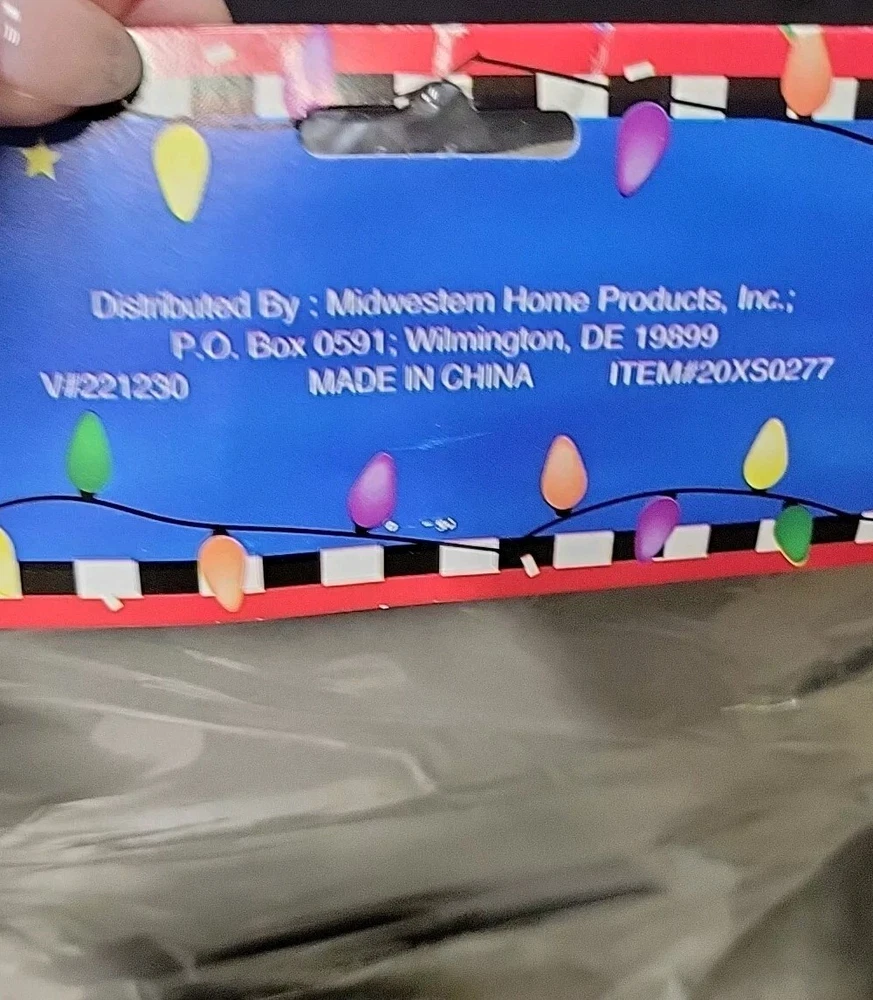 Distributed By : Midwestern Home Products, Inc.;
P.O. Box 0591; Wilmington, DE 19899
V#221230 MADE IN CHINA ITEM#20XS0277